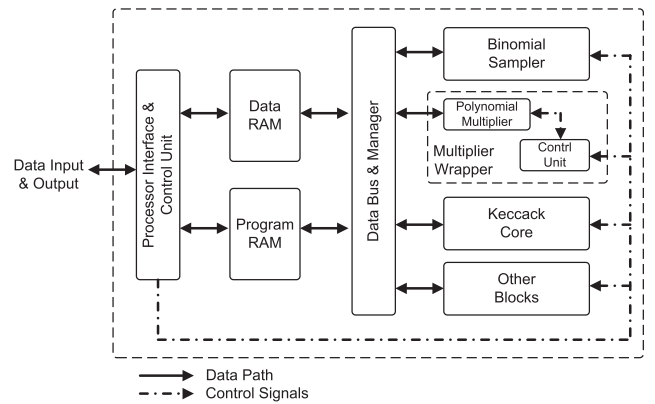 Data Input
& Output
Processor Interface &
Control Unit
Data
RAM
Program
RAM
Data Bus & Manager
Binomial
Sampler
Polynomial
Multiplier
Contrl
Unit
Multiplier
Wrapper
Keccack
Core
Other
Blocks
Data Path
Control Signals